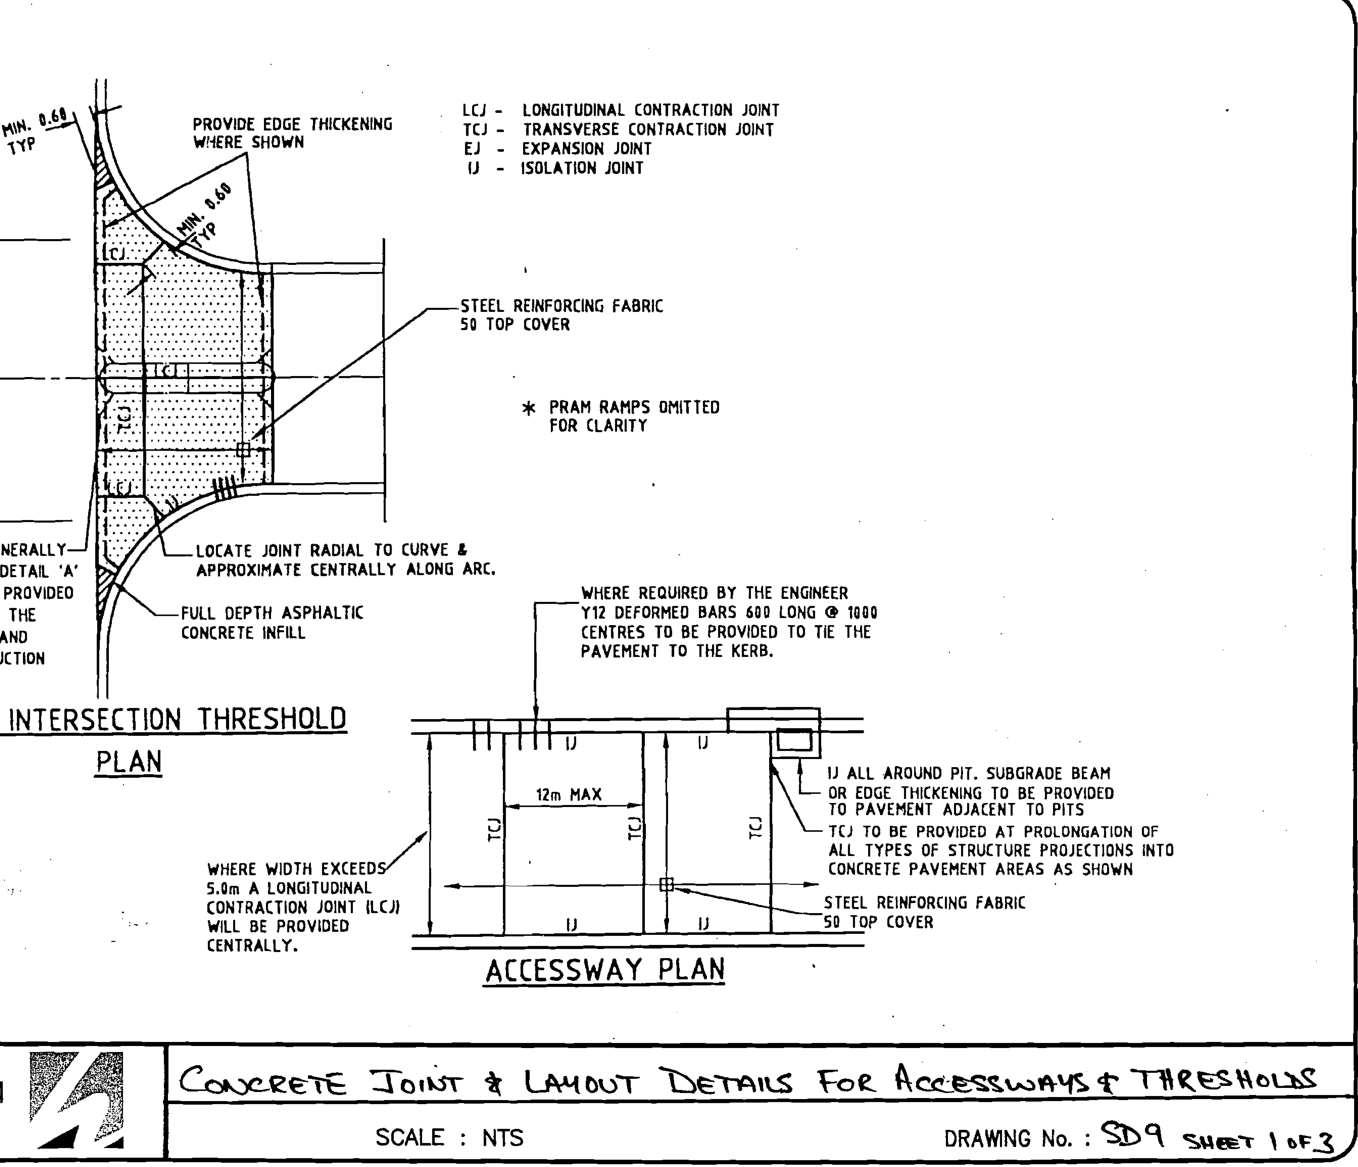 MIN. 0.60
TYP
PROVIDE EDGE THICKENING
WHERE SHOWN
LCJ - LONGITUDINAL CONTRACTION JOINT
TCJ - TRANSVERSE CONTRACTION JOINT
EJ - EXPANSION JOINT
IJ - ISOLATION JOINT
MIN. 0.60
TYP
STEEL REINFORCING FABRIC
50 TOP COVER
LCJ
TCJ
* PRAM RAMPS OMITTED
FOR CLARITY
LCJ
IJ
NERALLY
DETAIL 'A'
PROVIDED
THE
AND
UCTION
LOCATE JOINT RADIAL TO CURVE &
APPROXIMATE CENTRALLY ALONG ARC.
FULL DEPTH ASPHALTIC
CONCRETE INFILL
INTERSECTION THRESHOLD
PLAN
WHERE REQUIRED BY THE ENGINEER
Y12 DEFORMED BARS 600 LONG @ 1000
CENTRES TO BE PROVIDED TO TIE THE
PAVEMENT TO THE KERB.
IJ
IJ
12m MAX
TCJ
TCJ
TCJ
IJ ALL AROUND PIT. SUBGRADE BEAM
OR EDGE THICKENING TO BE PROVIDED
TO PAVEMENT ADJACENT TO PITS
TCJ TO BE PROVIDED AT PROLONGATION OF
ALL TYPES OF STRUCTURE PROJECTIONS INTO
CONCRETE PAVEMENT AREAS AS SHOWN
WHERE WIDTH EXCEEDS
5.0m A LONGITUDINAL
CONTRACTION JOINT (LCJ)
WILL BE PROVIDED
CENTRALLY.
STEEL REINFORCING FABRIC
50 TOP COVER
IJ
IJ
ACCESSWAY PLAN
CONCRETE JOINT & LAYOUT DETAILS FOR ACCESSWAYS & THRESHOLDS
SCALE : NTS
DRAWING No. : SD9 SHEET 1 OF 3